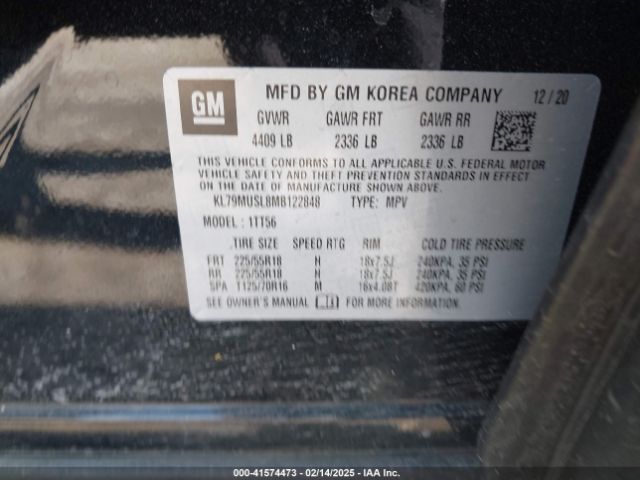 GM
MFD BY GM KOREA COMPANY 12/20
GVWR GAWR FRT GAWR RR
4409 LB 2336 LB 2336 LB
THIS VEHICLE CONFORMS TO ALL APPLICABLE U.S. FEDERAL MOTOR
VEHICLE SAFETY AND THEFT PREVENTION STANDARDS IN EFFECT
ON THE DATE OF MANUFACTURE SHOWN ABOVE.
KL79MUSL8MB122848 TYPE: MPV
MODEL: 1TT56
TIRE SIZE SPEED RTG RIM COLD TIRE PRESSURE
FRT 225/55R18 H 18x7.5J 240KPA, 35 PSI
RR 225/55R18 H 18x7.5J 240KPA, 35 PSI
SPA T125/70R16 M 16x4.0BT 420KPA, 60 PSI
SEE OWNER'S MANUAL FOR MORE INFORMATION.
000-41574473 - 02/14/2025 - IAA Inc.